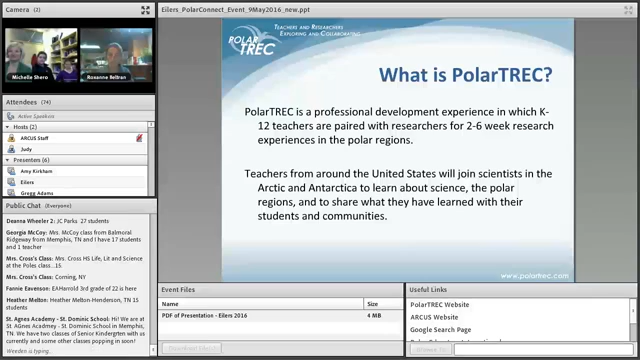 Camera (2)
Michelle Shero
Roxanne Beltran
Attendees (74)
Active Speakers
Hosts (2)
ARCUS Staff
Judy
Presenters (6)
Amy Kirkham
Eilers
Gregg Adams
Public Chat (Everyone)
Deanna Wheeler 2: JC Parks 27 students
Georgia McCoy: Mrs. McCoy's class from Balmoral
Ridgeway from Memphis, TN and I have 17 students and
1 teacher
Mrs. Cross's Class: Cross HS Life, Lit and Science
at the Poles class...15.
Mrs. Cross's Class: Corning, NY
Fannie Eavenson: EAHarrold 3rd grade of 22 is here
Heather Melton: Heather Melton-Henderson, TN 15
students
St. Agnes Academy - St. Dominic School: Hi! We are at
St. Agnes Academy - St. Dominic School in Memphis,
TN. We have two classes of Senior Kindergarten with us
currently and some other classes popping in soon!
Weeden is typing...
Eilers_PolarConnect_Event_9May2016_new.ppt
POLAR
TREC
TEACHERS AND RESEARCHERS
EXPLORING AND COLLABORATING
What is PolarTREC?
PolarTREC is a professional development experience in which K-
12 teachers are paired with researchers for 2-6 week research
experiences in the polar regions.
Teachers from around the United States will join scientists in the
Arctic and Antarctica to learn about science, the polar
regions, and to share what they have learned with their
students and communities.
www.polartrec.com
Event Files
Name
Size
PDF of Presentation - Eilers 2016
4 MB
Useful Links
PolarTREC Website
ARCUS Website
Google Search Page